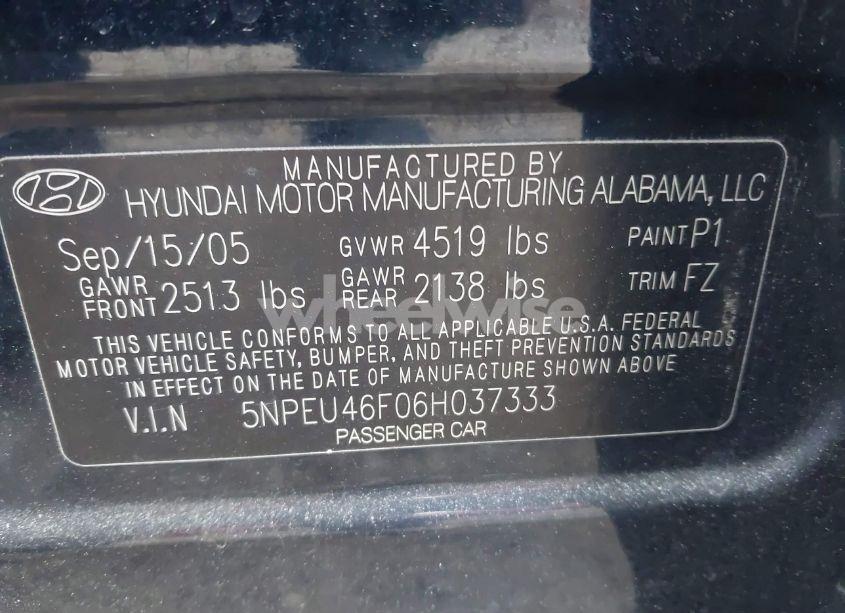 MANUFACTURED BY
HYUNDAI MOTOR MANUFACTURING ALABAMA, LLC
Sep/15/05 GVWR 4519 lbs PAINT P1
GAWR FRONT 2513 lbs GAWR REAR 2138 lbs TRIM FZ
wheelwise
THIS VEHICLE CONFORMS TO ALL APPLICABLE U.S.A. FEDERAL
MOTOR VEHICLE SAFETY, BUMPER, AND THEFT PREVENTION STANDARDS
IN EFFECT ON THE DATE OF MANUFACTURE SHOWN ABOVE
V.I.N 5NPEU46F06H037333
PASSENGER CAR